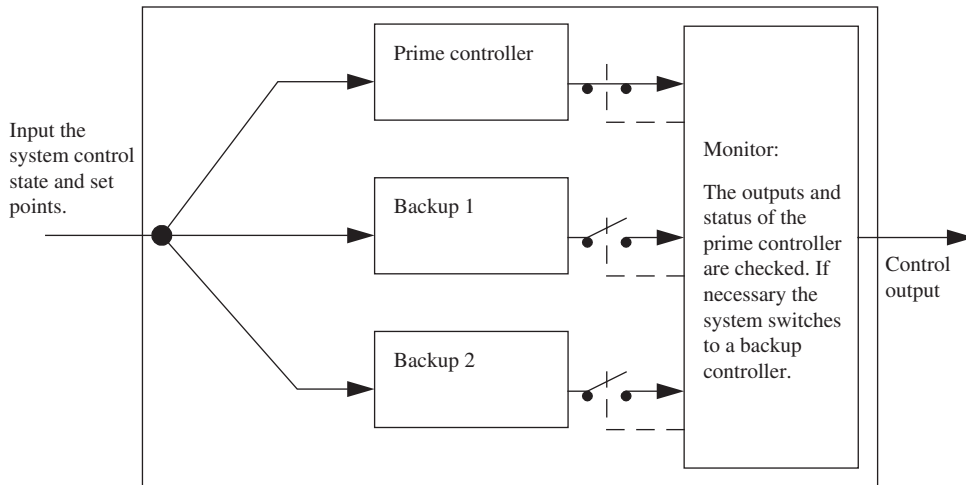 Prime controller
Input the
system control
state and set
points.
Monitor:
The outputs and
status of the
prime controller
are checked. If
necessary the
system switches
to a backup
controller.
Backup 1
Control
output
Backup 2